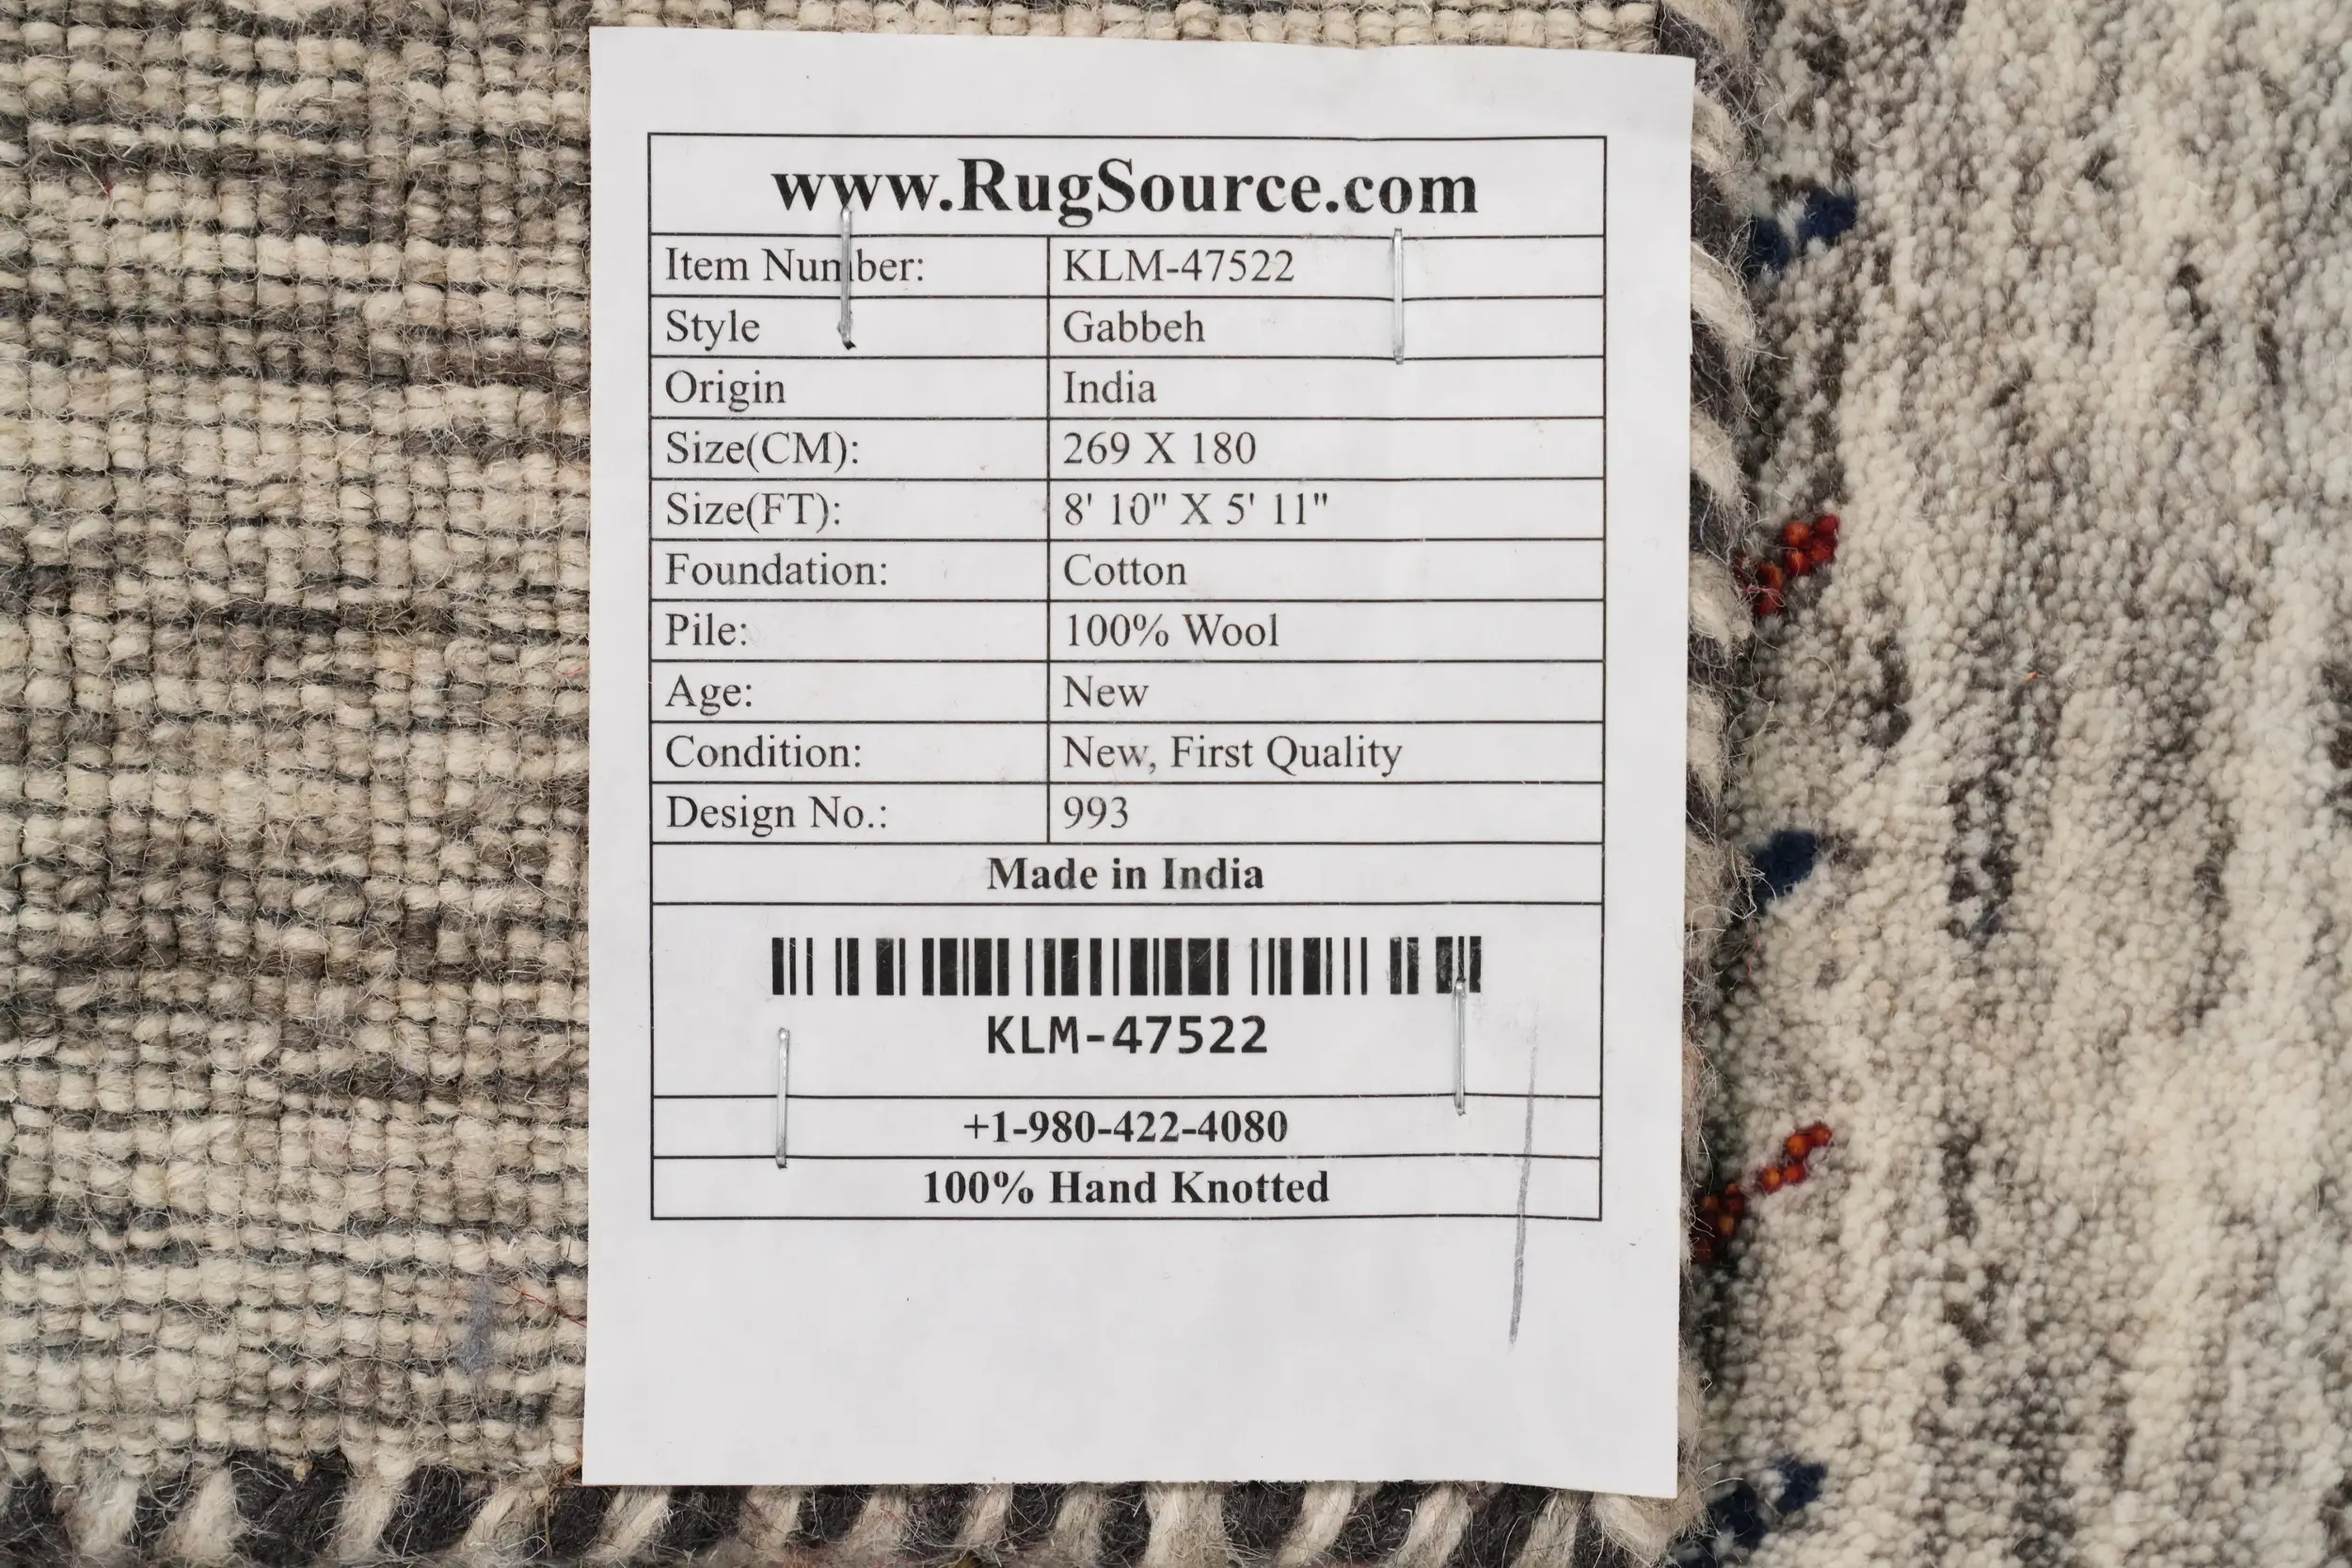 www.RugSource.com
Item Number: KLM-47522
Style Gabbeh
Origin India
Size(CM): 269 X 180
Size(FT): 8' 10" X 5' 11"
Foundation: Cotton
Pile: 100% Wool
Age: New
Condition: New, First Quality
Design No.: 993
Made in India
KLM-47522
+1-980-422-4080
100% Hand Knotted